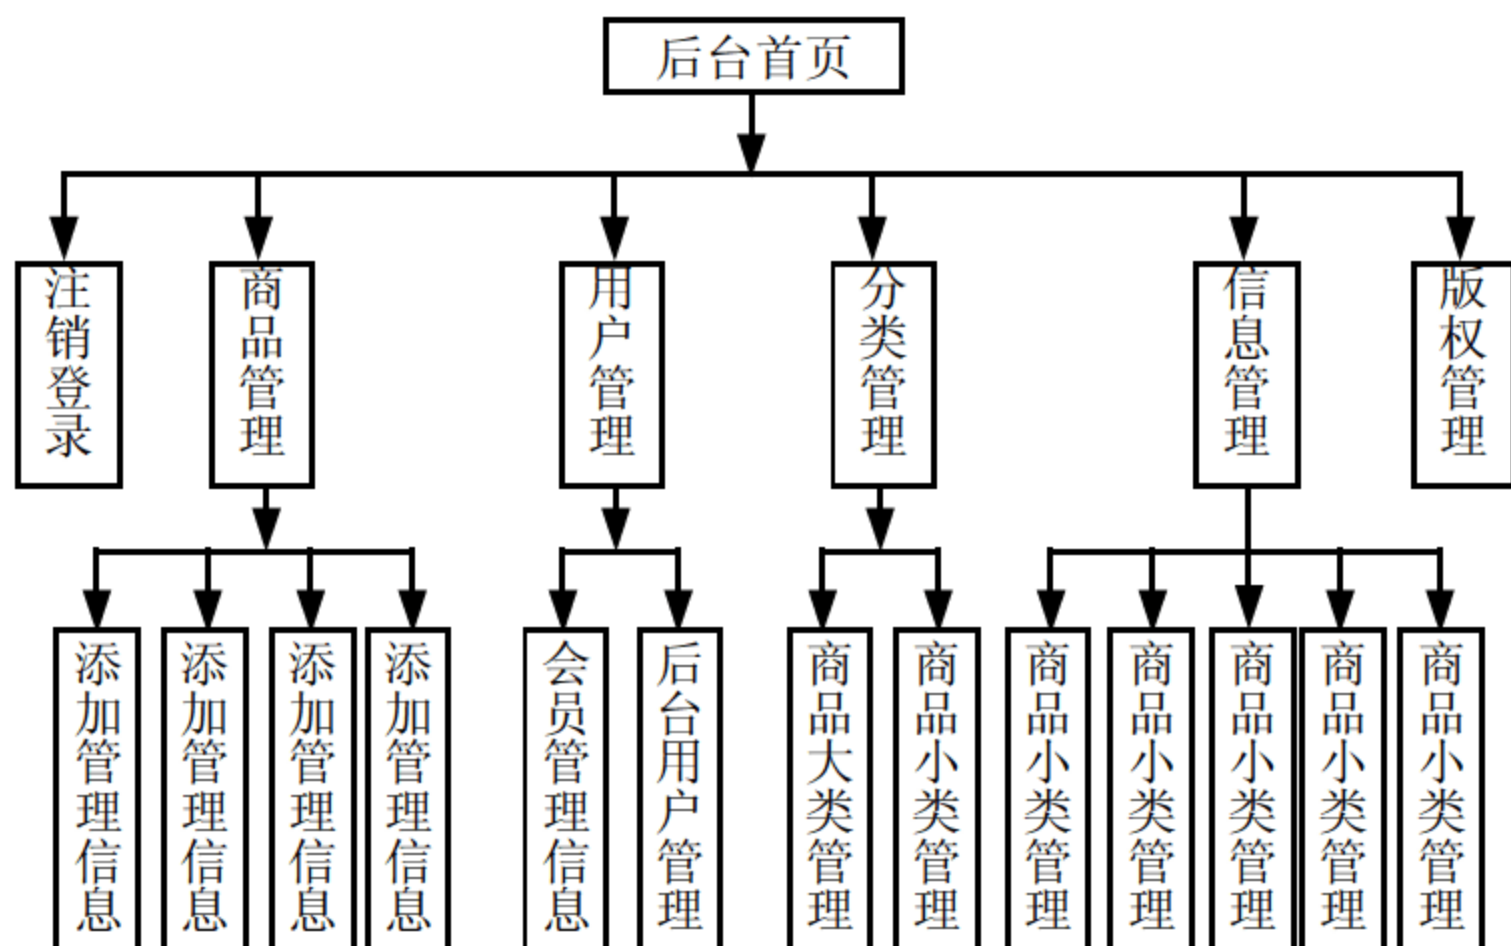 后台首页
注销登录
商品管理
用户管理
分类管理
信息管理
版权管理
添加管理信息
添加管理信息
添加管理信息
添加管理信息
会员管理信息
后台用户管理
商品大类管理
商品小类管理
商品小类管理
商品小类管理
商品小类管理
商品小类管理
商品小类管理